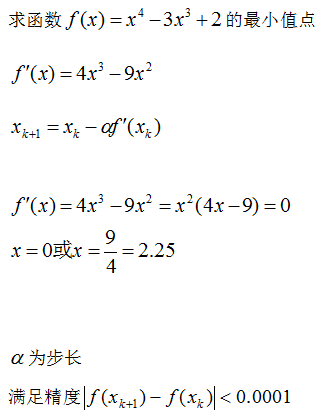 求函数 f(x) = x⁴ − 3x³ + 2 的最小值点
f′(x) = 4x³ − 9x²
xₖ₊₁ = xₖ − αf′(xₖ)
f′(x) = 4x³ − 9x² = x²(4x − 9) = 0
x = 0或x = 9/4 = 2.25
α 为步长
满足精度|f(xₖ₊₁) − f(xₖ)| < 0.0001